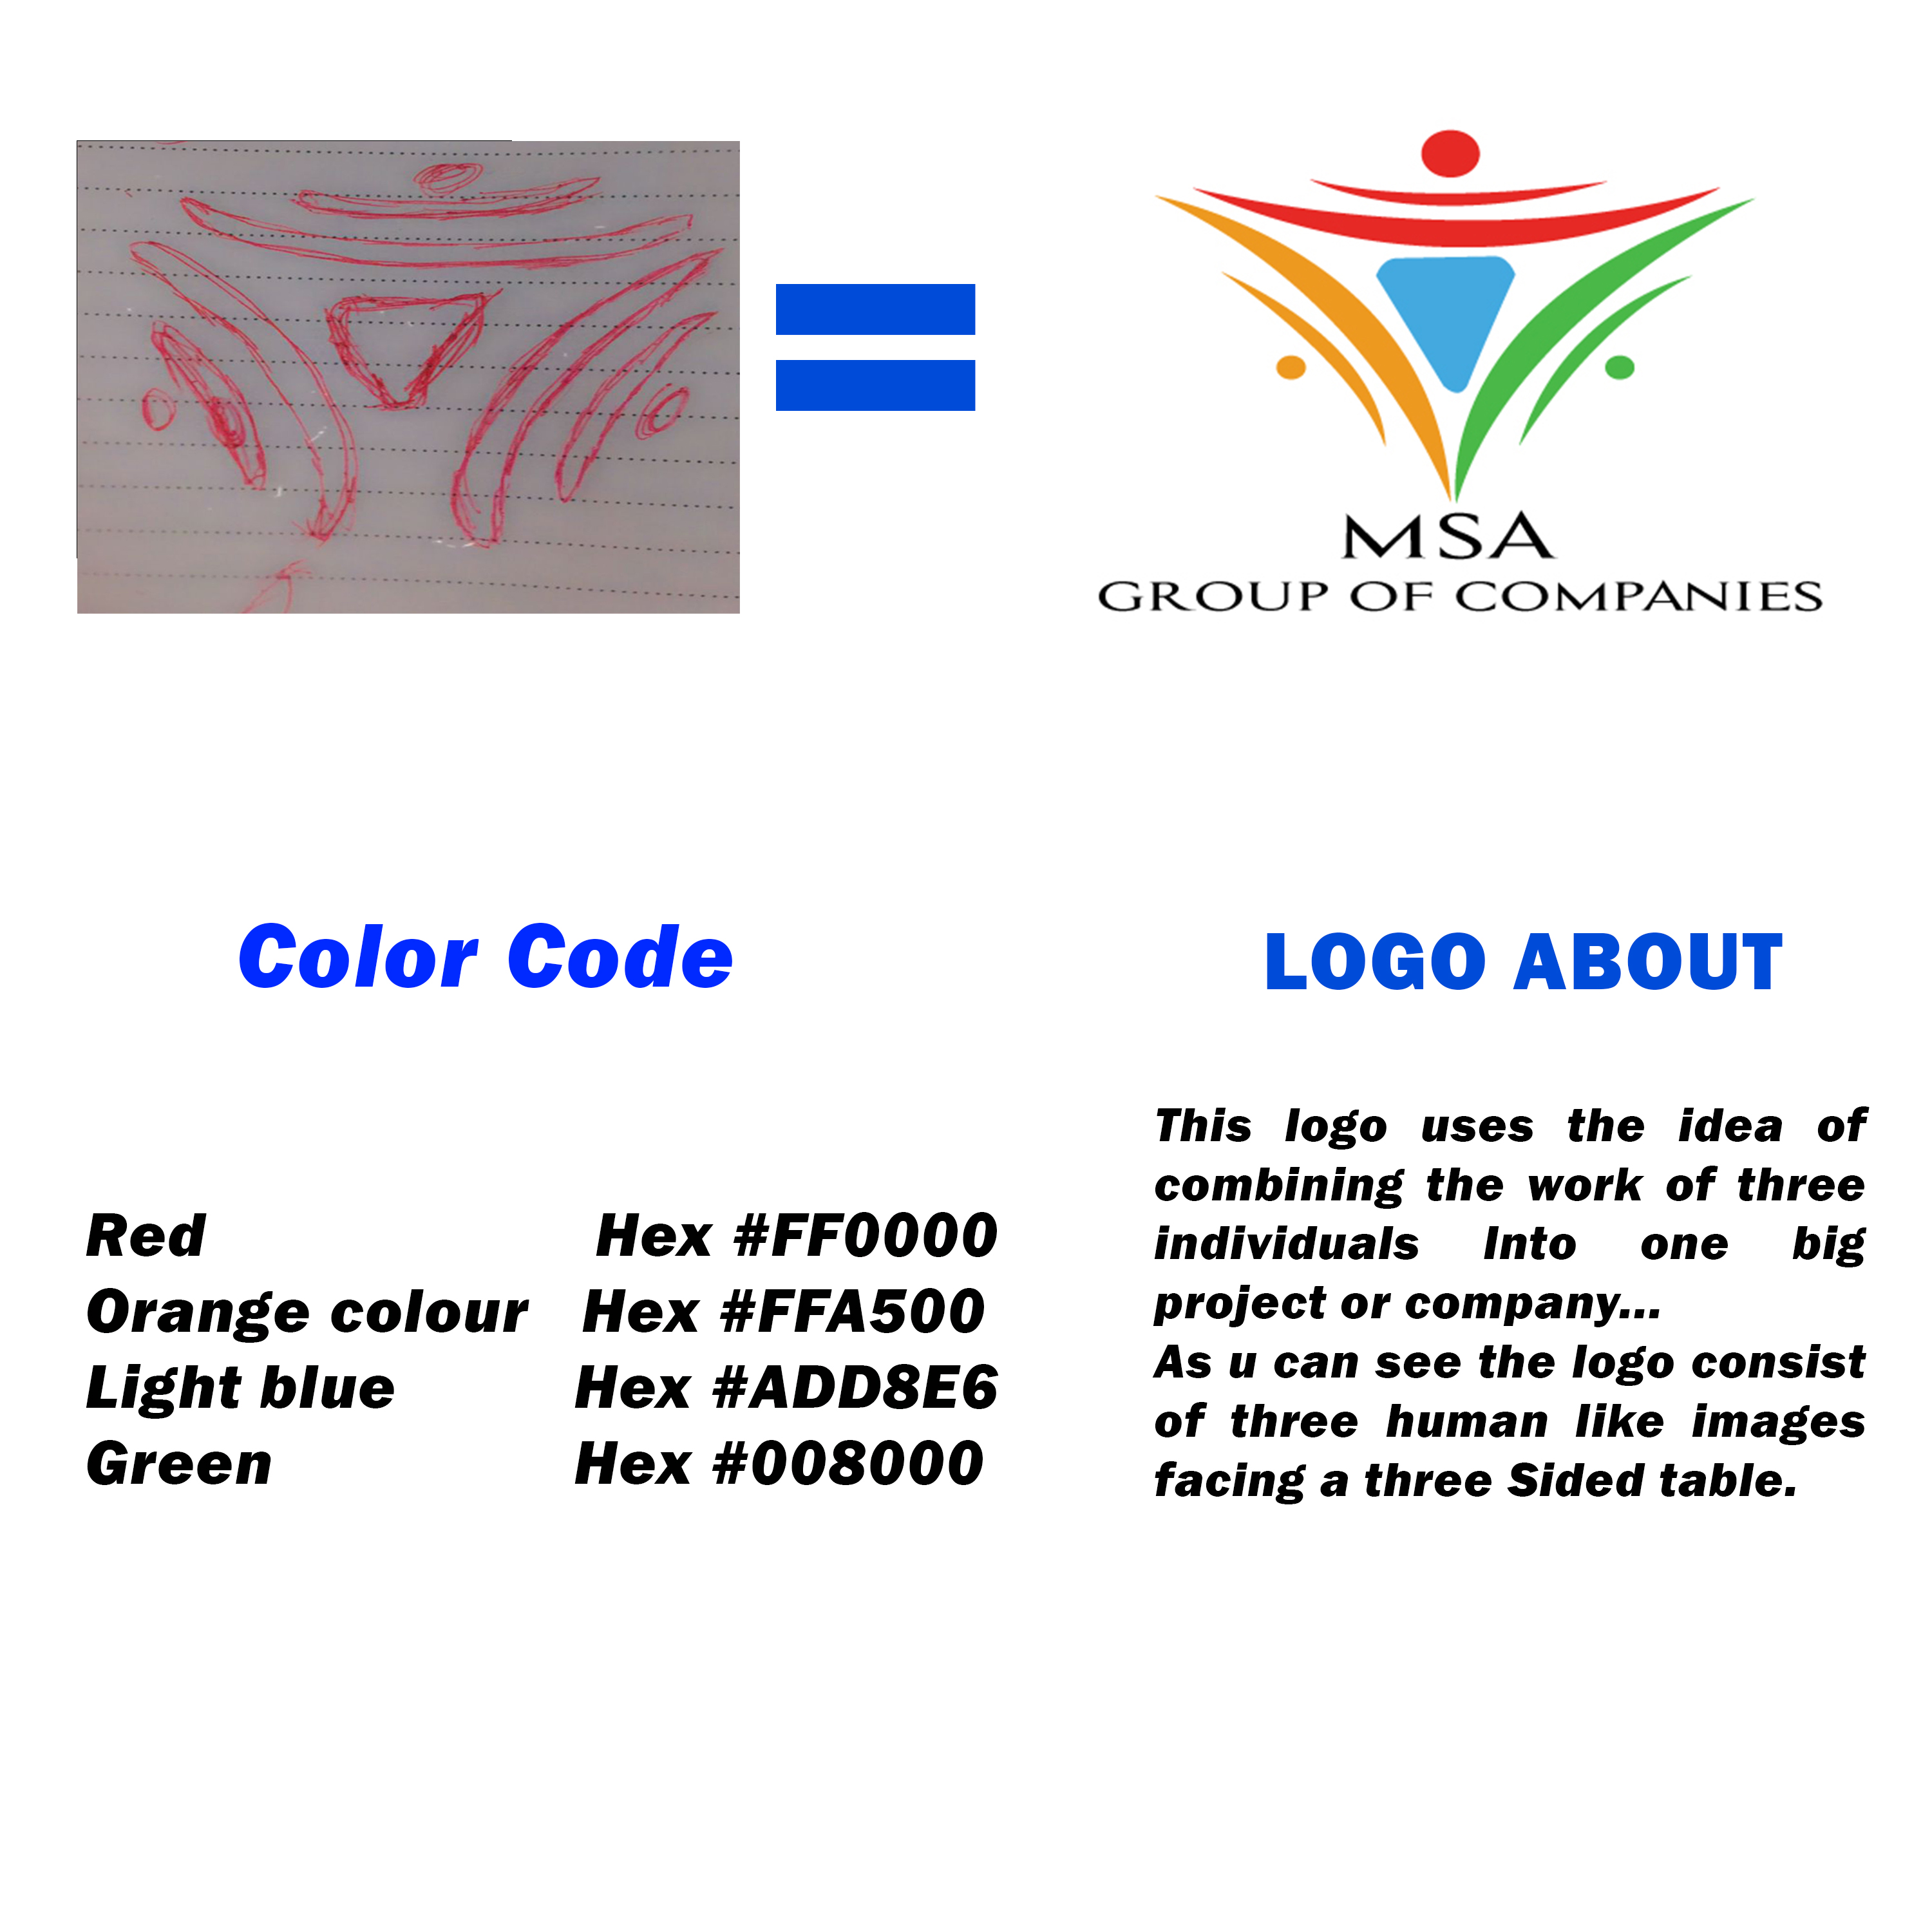 MSA
GROUP OF COMPANIES
Color Code
Red Hex #FF0000
Orange colour Hex #FFA500
Light blue Hex #ADD8E6
Green Hex #008000
LOGO ABOUT
This logo uses the idea of
combining the work of three
individuals Into one big
project or company...
As u can see the logo consist
of three human like images
facing a three Sided table.